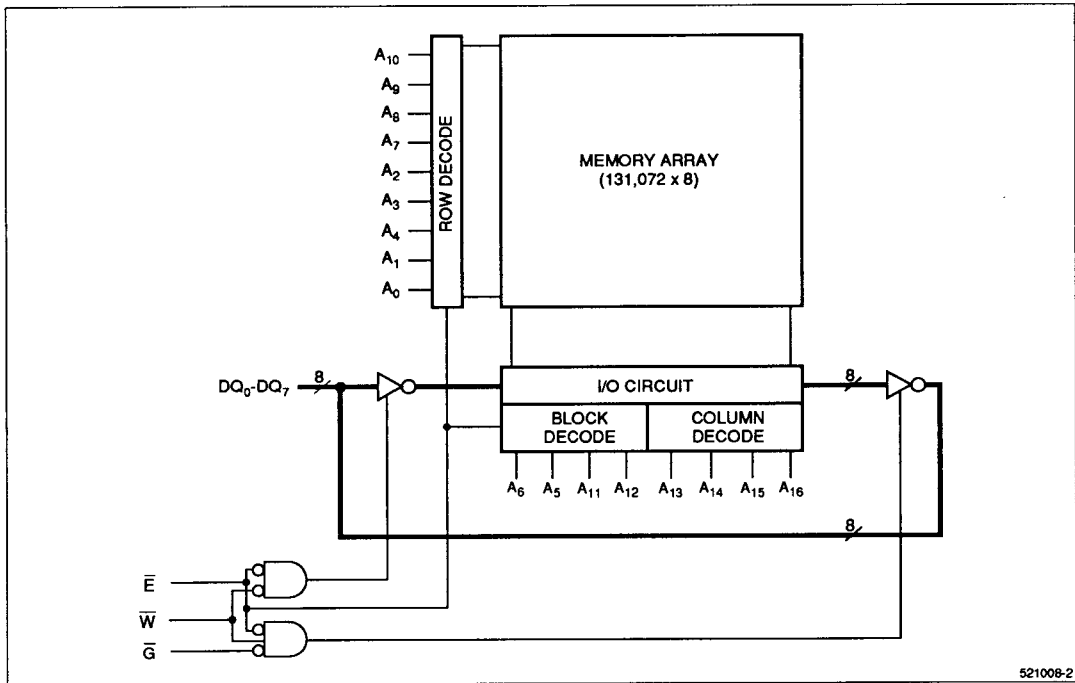 A10
A9
A8
A7
A2
A3
A4
A1
A0
ROW DECODE
MEMORY ARRAY
(131,072 x 8)
DQ0-DQ7
8
I/O CIRCUIT
8
BLOCK
DECODE
COLUMN
DECODE
A6 A5 A11 A12 A13 A14 A15 A16
8
E̅
W̅
G̅
521008-2